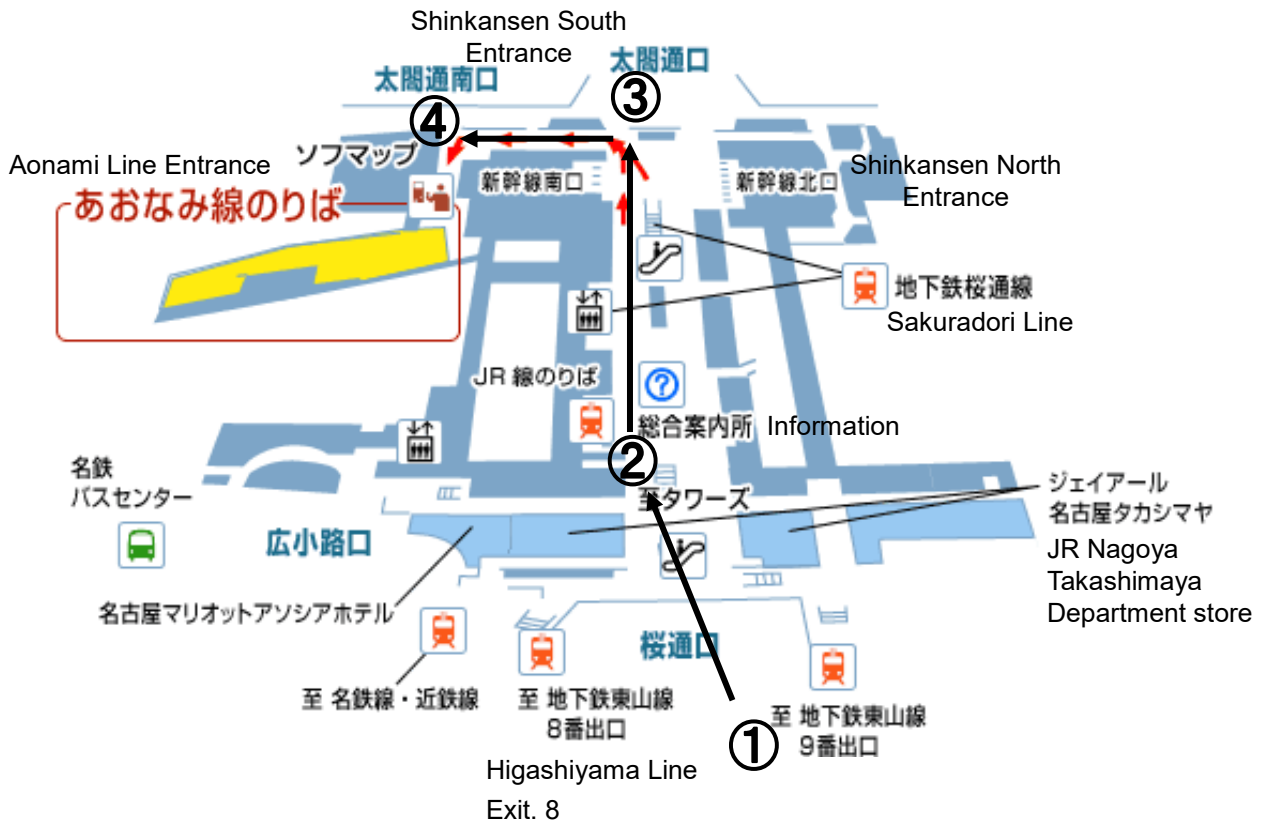 Shinkansen South
Entrance
太閤通口
太閤通南口
③
④
ソフマップ
Aonami Line Entrance
あおなみ線のりば
新幹線南口
新幹線北口
Shinkansen North
Entrance
地下鉄桜通線
Sakuradori Line
JR 線のりば
?
総合案内所
Information
②
至タワーズ
名鉄
バスセンター
広小路口
ジェイアール
名古屋タカシマヤ
JR Nagoya
Takashimaya
Department store
名古屋マリオットアソシアホテル
桜通口
至 名鉄線・近鉄線
至 地下鉄東山線
8番出口
①
至 地下鉄東山線
9番出口
Higashiyama Line
Exit. 8